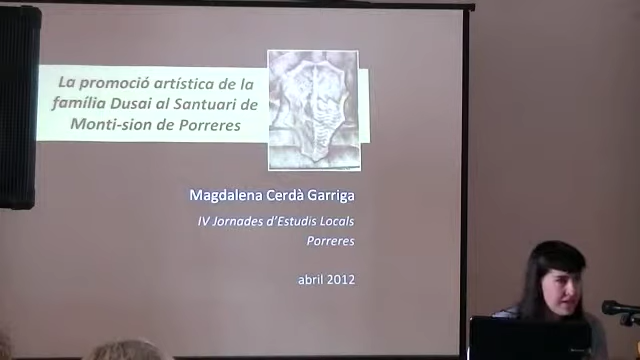 La promoció artística de la
família Dusai al Santuari de
Monti-sion de Porreres
Magdalena Cerdà Garriga
IV Jornades d'Estudis Locals
Porreres
abril 2012